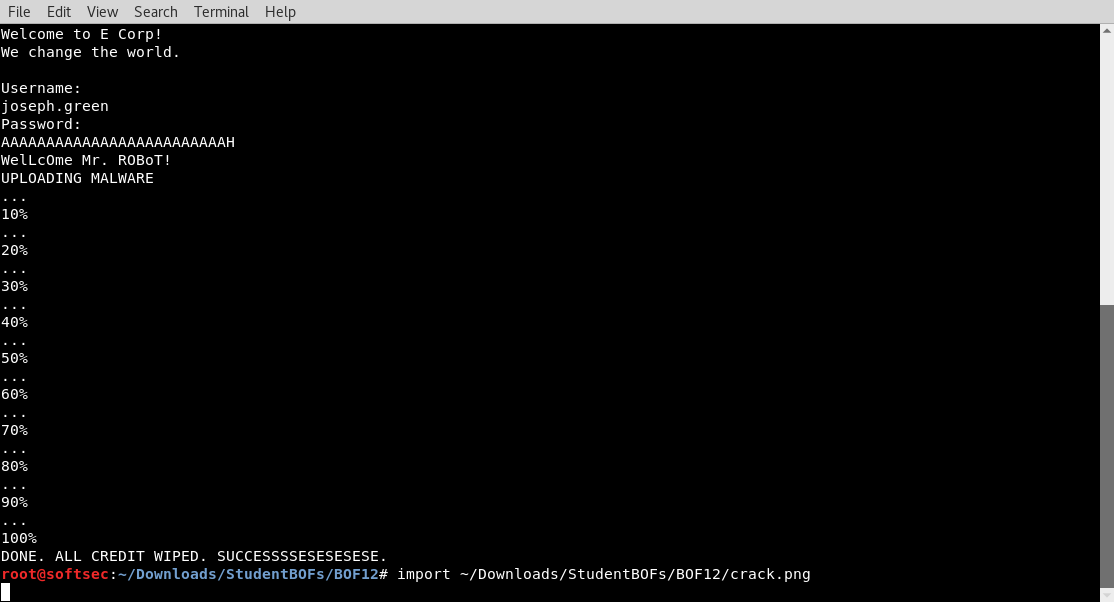 File Edit View Search Terminal Help
Welcome to E Corp!
We change the world.
Username:
joseph.green
Password:
AAAAAAAAAAAAAAAAAAAAAAAAAH
WelLcOme Mr. ROBoT!
UPLOADING MALWARE
...
10%
...
20%
...
30%
...
40%
...
50%
...
60%
...
70%
...
80%
...
90%
...
100%
DONE. ALL CREDIT WIPED. SUCCESSSSESESESESE.
root@softsec:~/Downloads/StudentBOFs/BOF12# import ~/Downloads/StudentBOFs/BOF12/crack.png